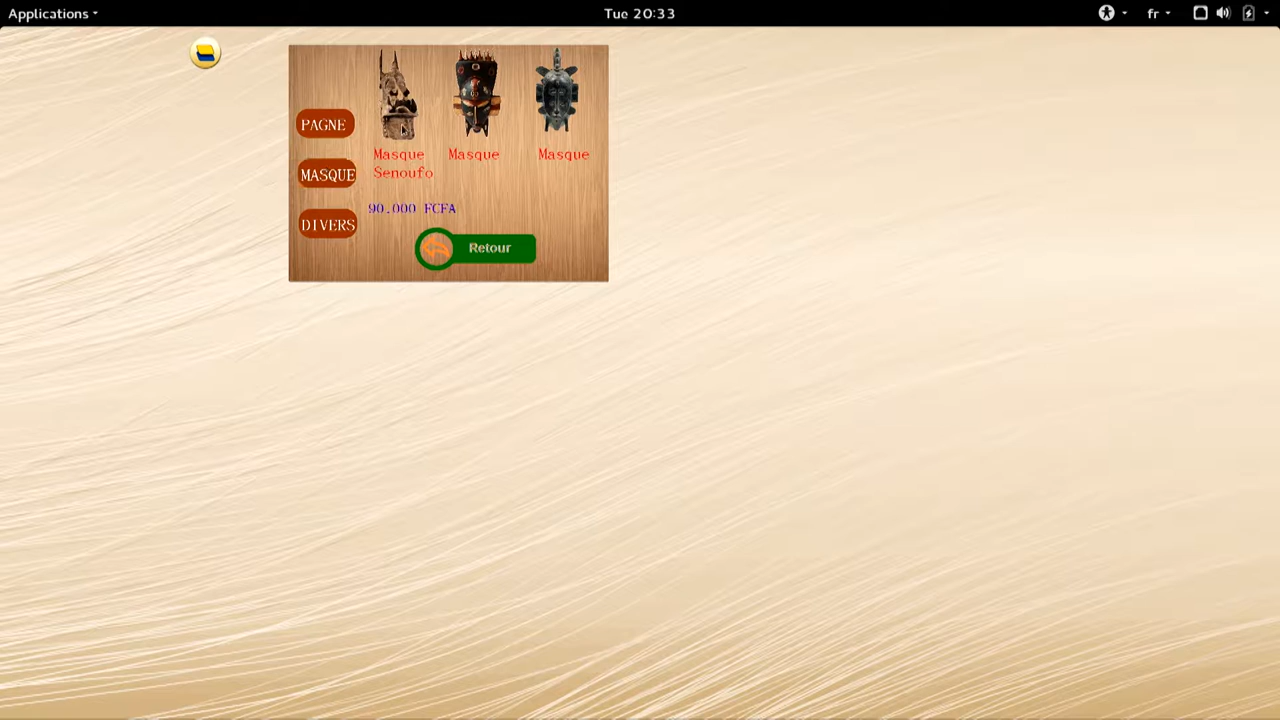 Applications
Tue 20:33
fr
PAGNE
MASQUE
DIVERS
Masque
Senoufo
Masque
Masque
90.000 FCFA
Retour